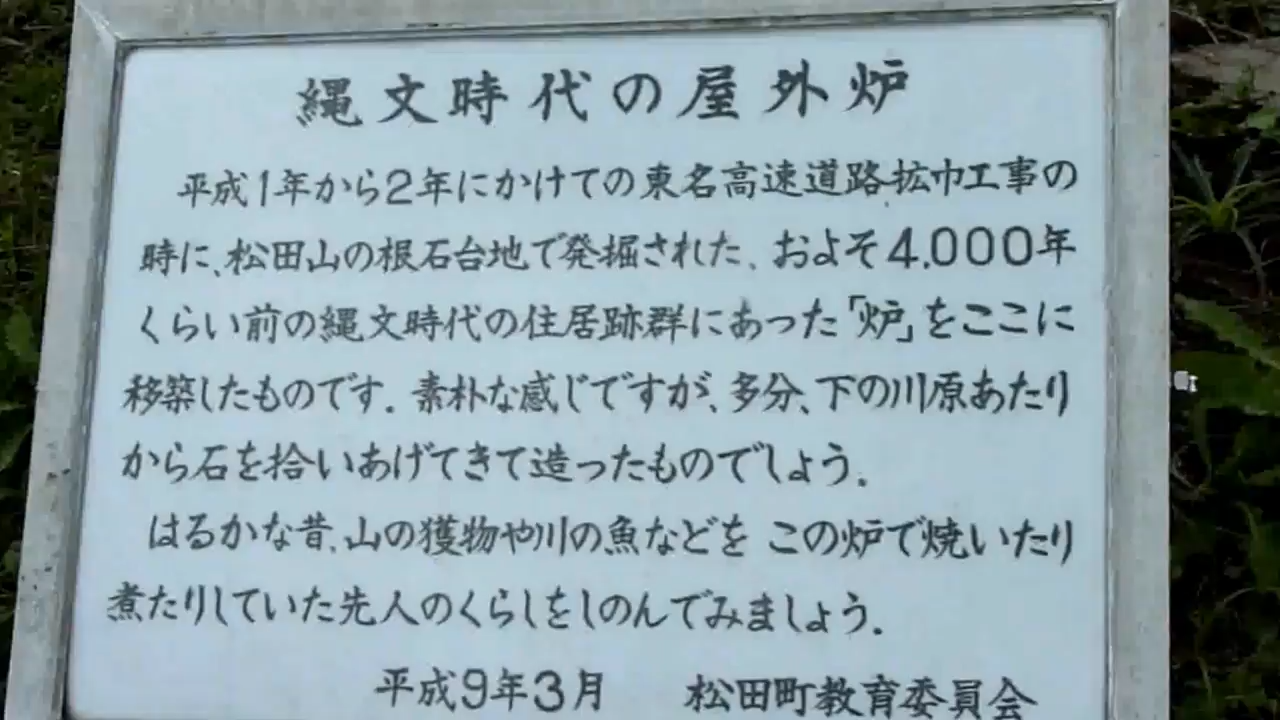 縄文時代の屋外炉
平成1年から2年にかけての東名高速道路拡巾工事の
時に、松田山の根石台地で発掘された、およそ4,000年
くらい前の縄文時代の住居跡群にあった「炉」をここに
移築したものです。素朴な感じですが、多分、下の川原あたり
から石を拾いあげてきて造ったものでしょう。
はるかな昔、山の獲物や川の魚などを この炉で焼いたり
煮たりしていた先人のくらしをしのんでみましょう。
平成9年3月 松田町教育委員会